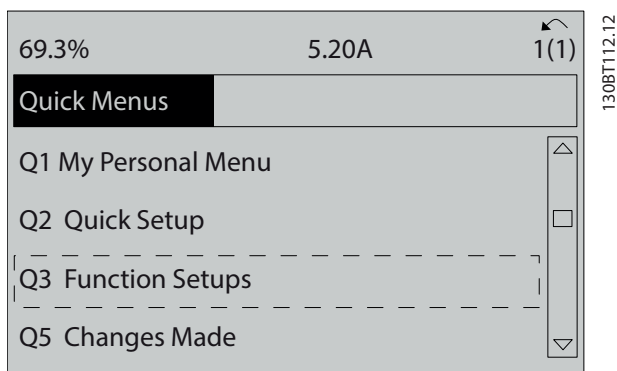 69.3% 5.20A 1(1)
Quick Menus
Q1 My Personal Menu
Q2 Quick Setup
Q3 Function Setups
Q5 Changes Made
130BT112.12